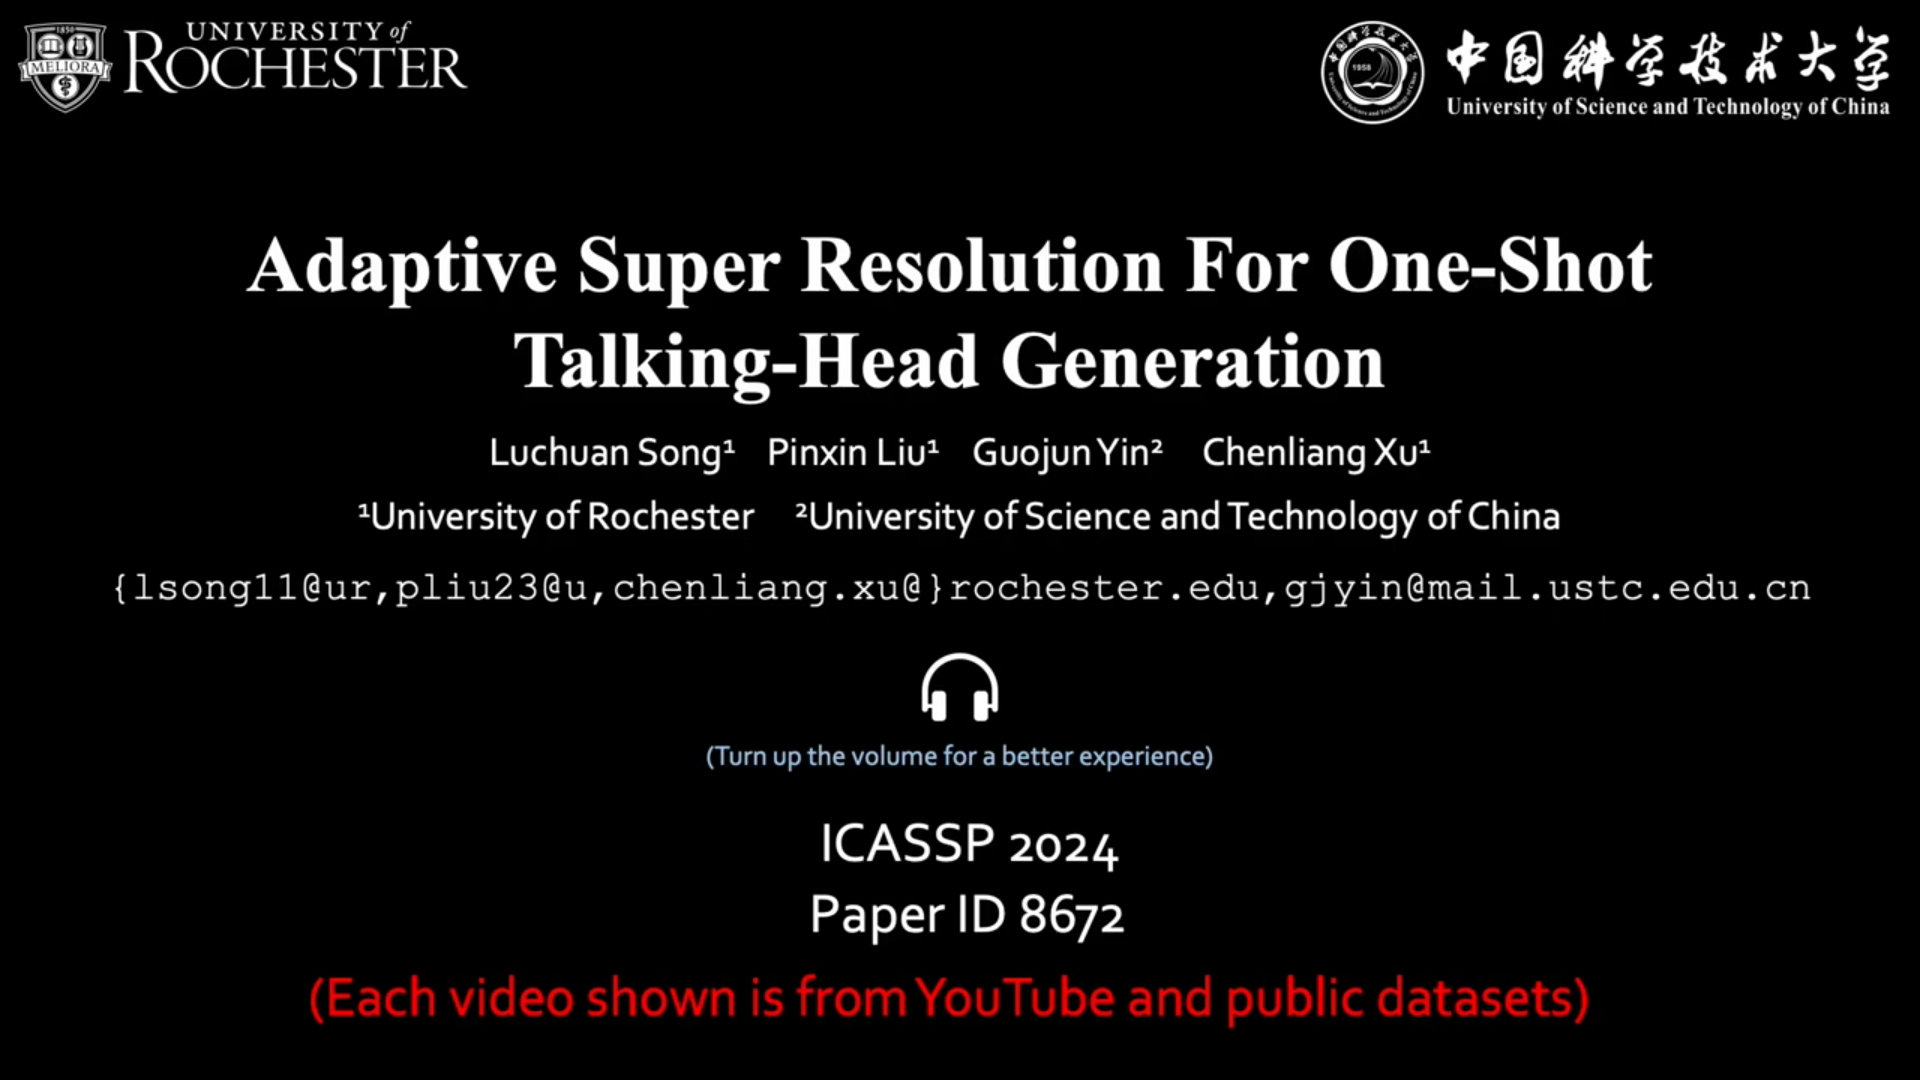 UNIVERSITY of
ROCHESTER
1850
MELIORA
1958
中国科学技术大学
University of Science and Technology of China
Adaptive Super Resolution For One-Shot
Talking-Head Generation
Luchuan Song¹ Pinxin Liu¹ Guojun Yin² Chenliang Xu¹
¹University of Rochester ²University of Science and Technology of China
{lsong11@ur,pliu23@u,chenliang.xu@}rochester.edu,gjyin@mail.ustc.edu.cn
(Turn up the volume for a better experience)
ICASSP 2024
Paper ID 8672
(Each video shown is from YouTube and public datasets)